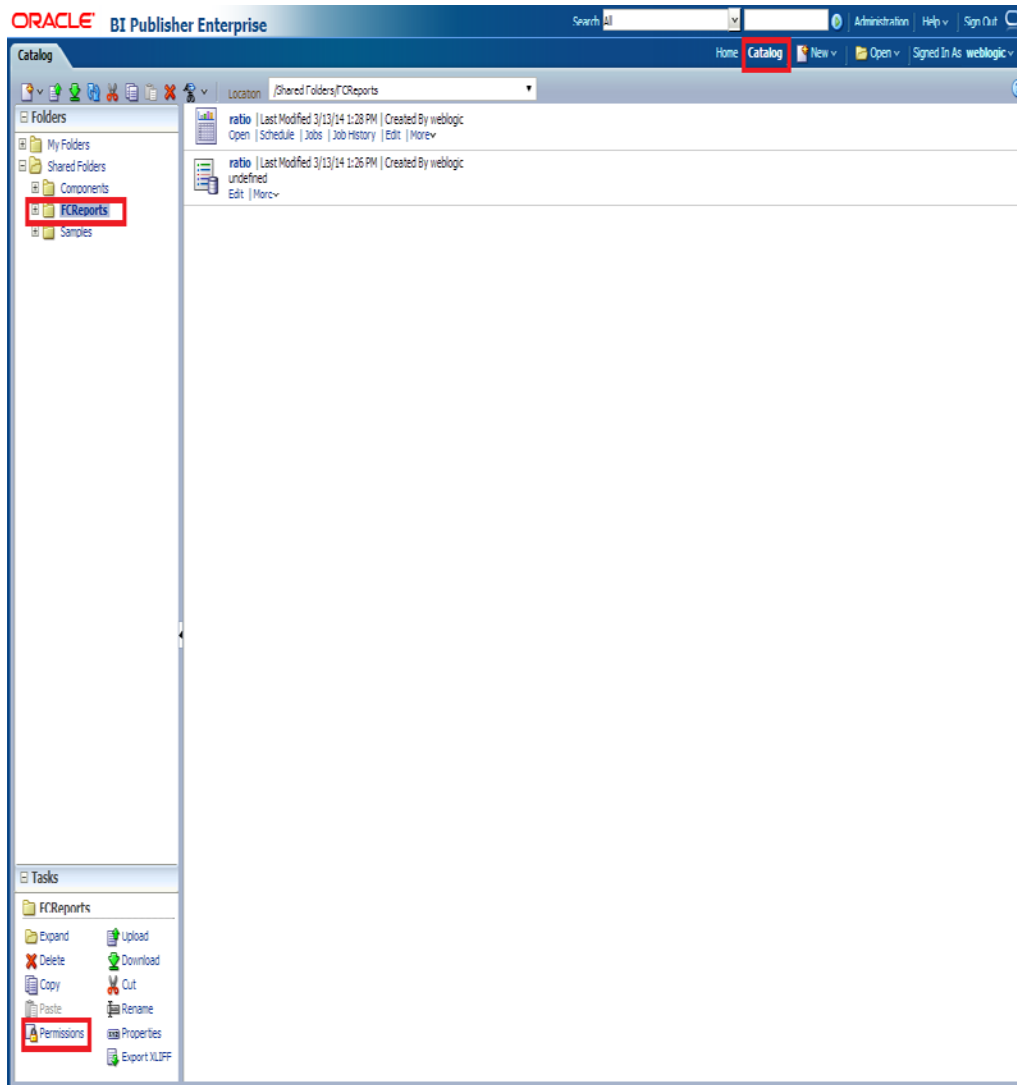 ORACLE BI Publisher Enterprise Search All Administration Help Sign Out
Catalog Home Catalog New Open Signed In As weblogic
Location /Shared Folders/FCReports
Folders
My Folders
Shared Folders
Components
FCReports
Samples
ratio | Last Modified 3/13/14 1:28 PM | Created By weblogic
Open | Schedule | Jobs | Job History | Edit | More
ratio | Last Modified 3/13/14 1:26 PM | Created By weblogic
undefined
Edit | More
Tasks
FCReports
Expand Upload
Delete Download
Copy Cut
Paste Rename
Permissions Properties
Export XLIFF